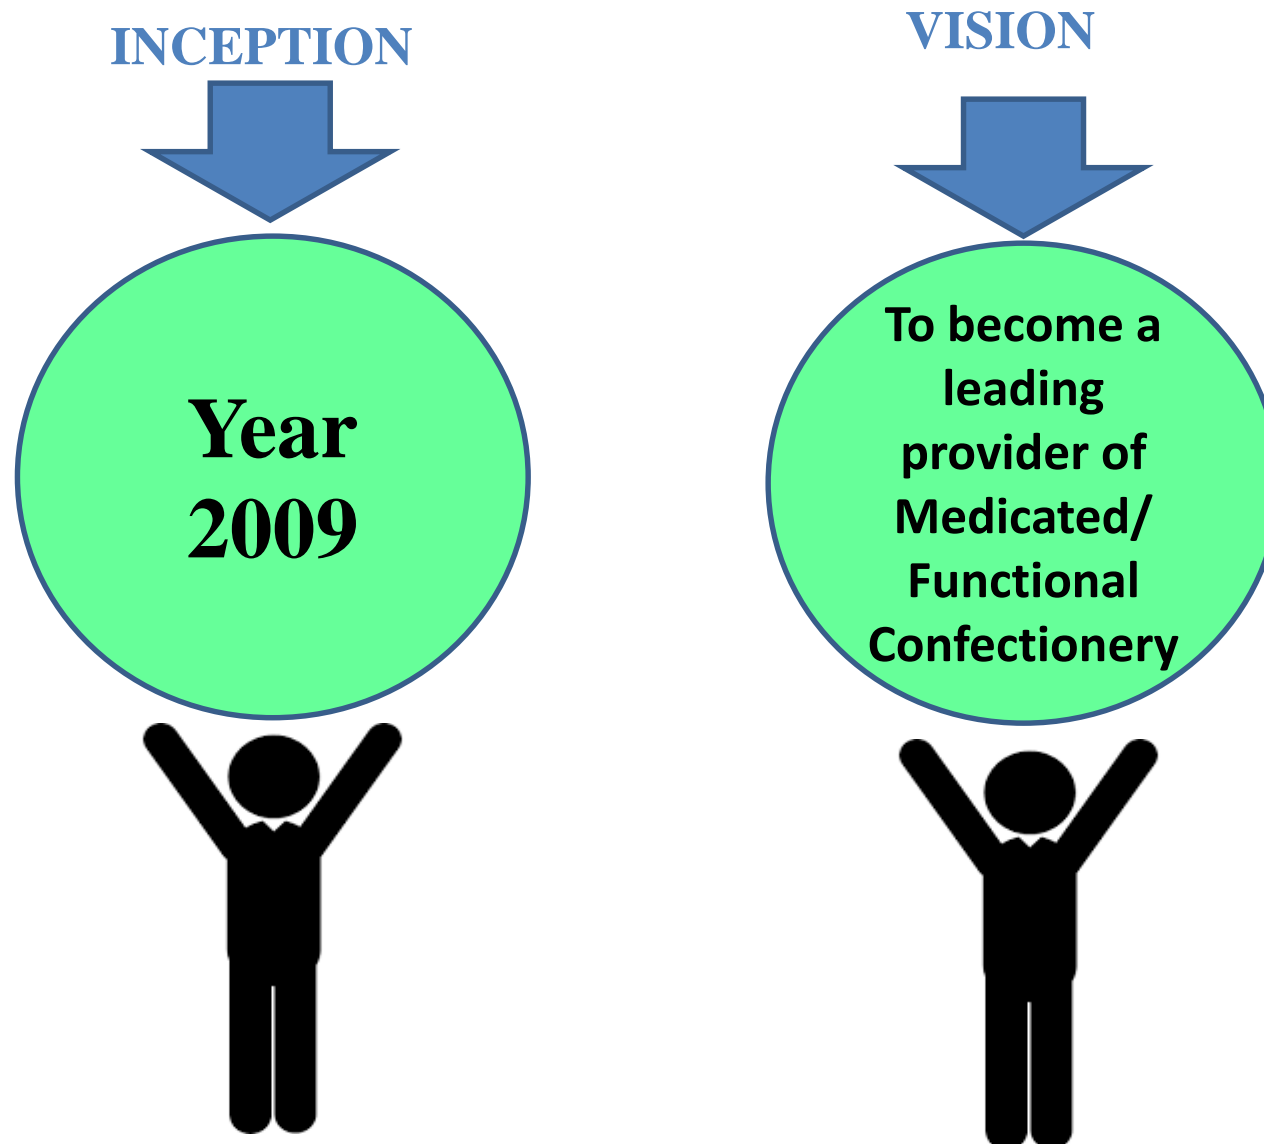 INCEPTION
Year
2009
VISION
To become a
leading
provider of
Medicated/
Functional
Confectionery